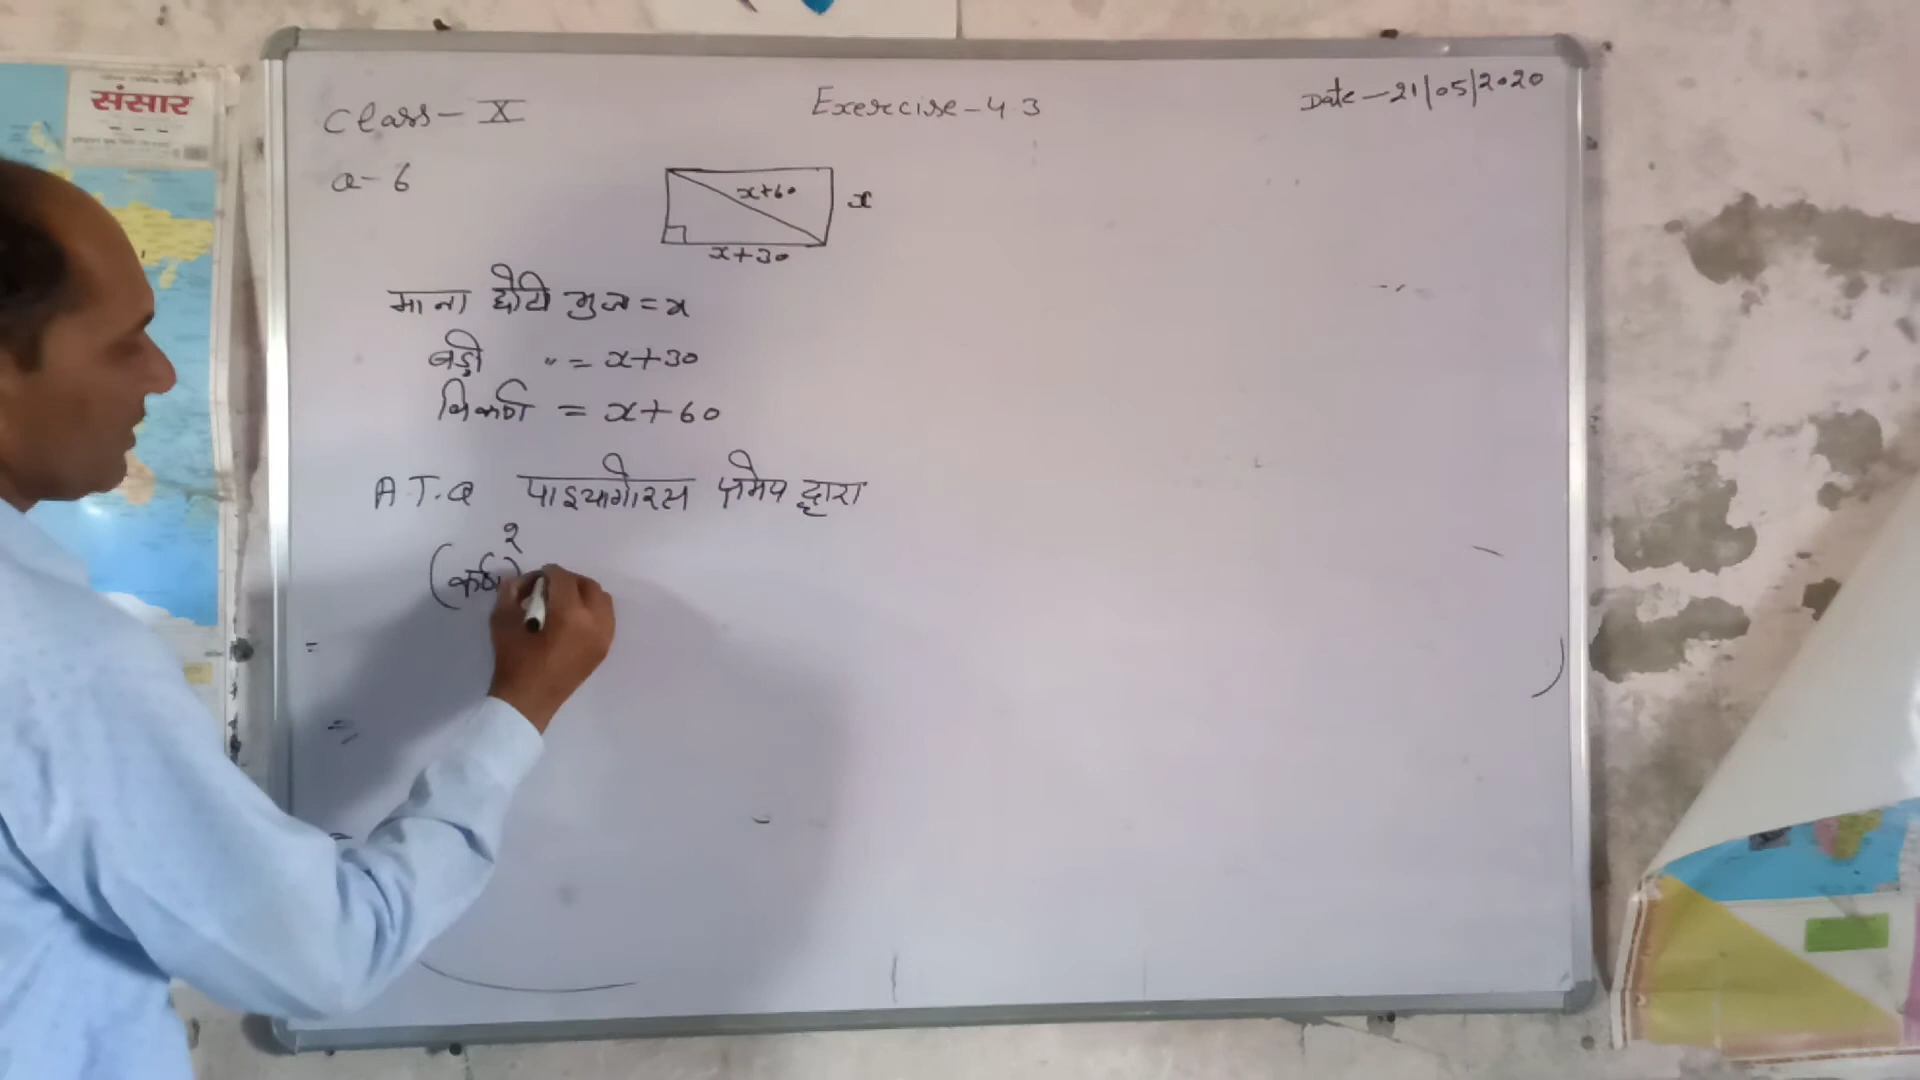 संसार
Class - X
Exercise - 4.3
Date - 21/05/2020
Q - 6
x+60
x
x+30
माना छोटी भुजा = x
बड़ी " = x+30
विकर्ण = x+60
A.T.Q पाइथागोरस प्रमेय द्वारा
(कर्ण)²